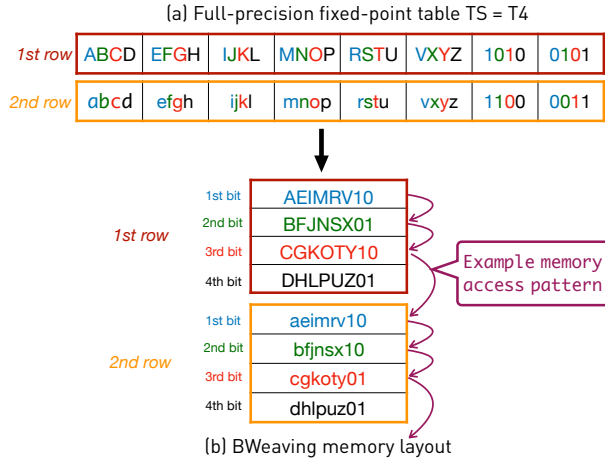 (a) Full-precision fixed-point table TS = T4
1st row ABCD EFGH IJKL MNOP RSTU VXYZ 1010 0101
2nd row abcd efgh ijkl mnop rstu vxyz 1100 0011
1st bit AEIMRV10
2nd bit BFJNSX01
1st row
3rd bit CGKOTY10
4th bit DHLPUZ01
Example memory
access pattern
1st bit aeimrv10
2nd bit bfjnsx10
2nd row
3rd bit cgkoty01
4th bit dhlpuz01
(b) BWeaving memory layout